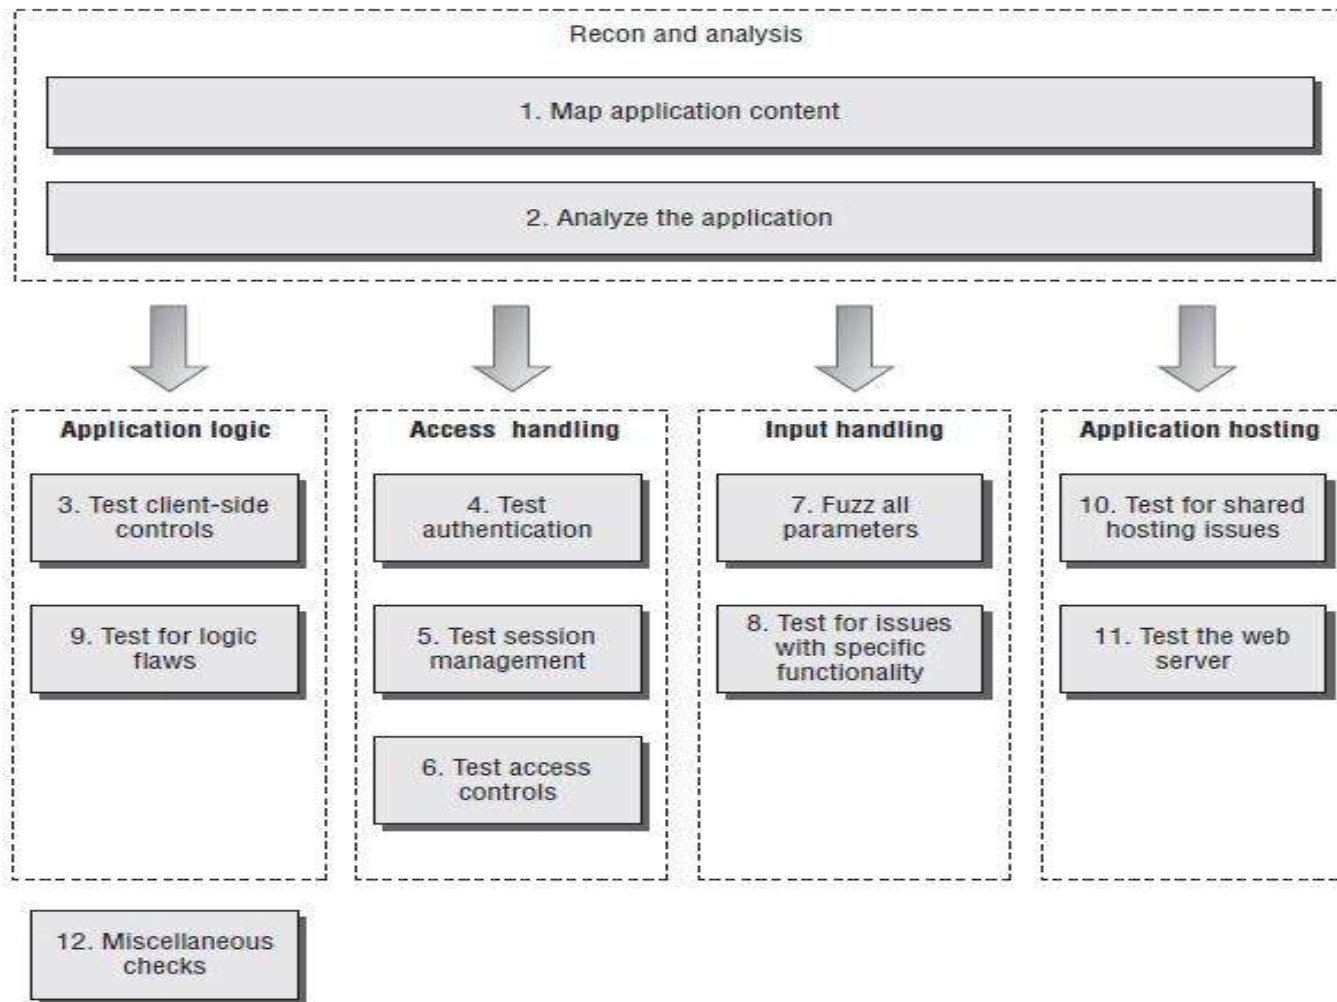 Recon and analysis
1. Map application content
2. Analyze the application
Application logic
3. Test client-side
controls
9. Test for logic
flaws
Access handling
4. Test
authentication
5. Test session
management
6. Test access
controls
Input handling
7. Fuzz all
parameters
8. Test for issues
with specific
functionality
Application hosting
10. Test for shared
hosting issues
11. Test the web
server
12. Miscellaneous
checks